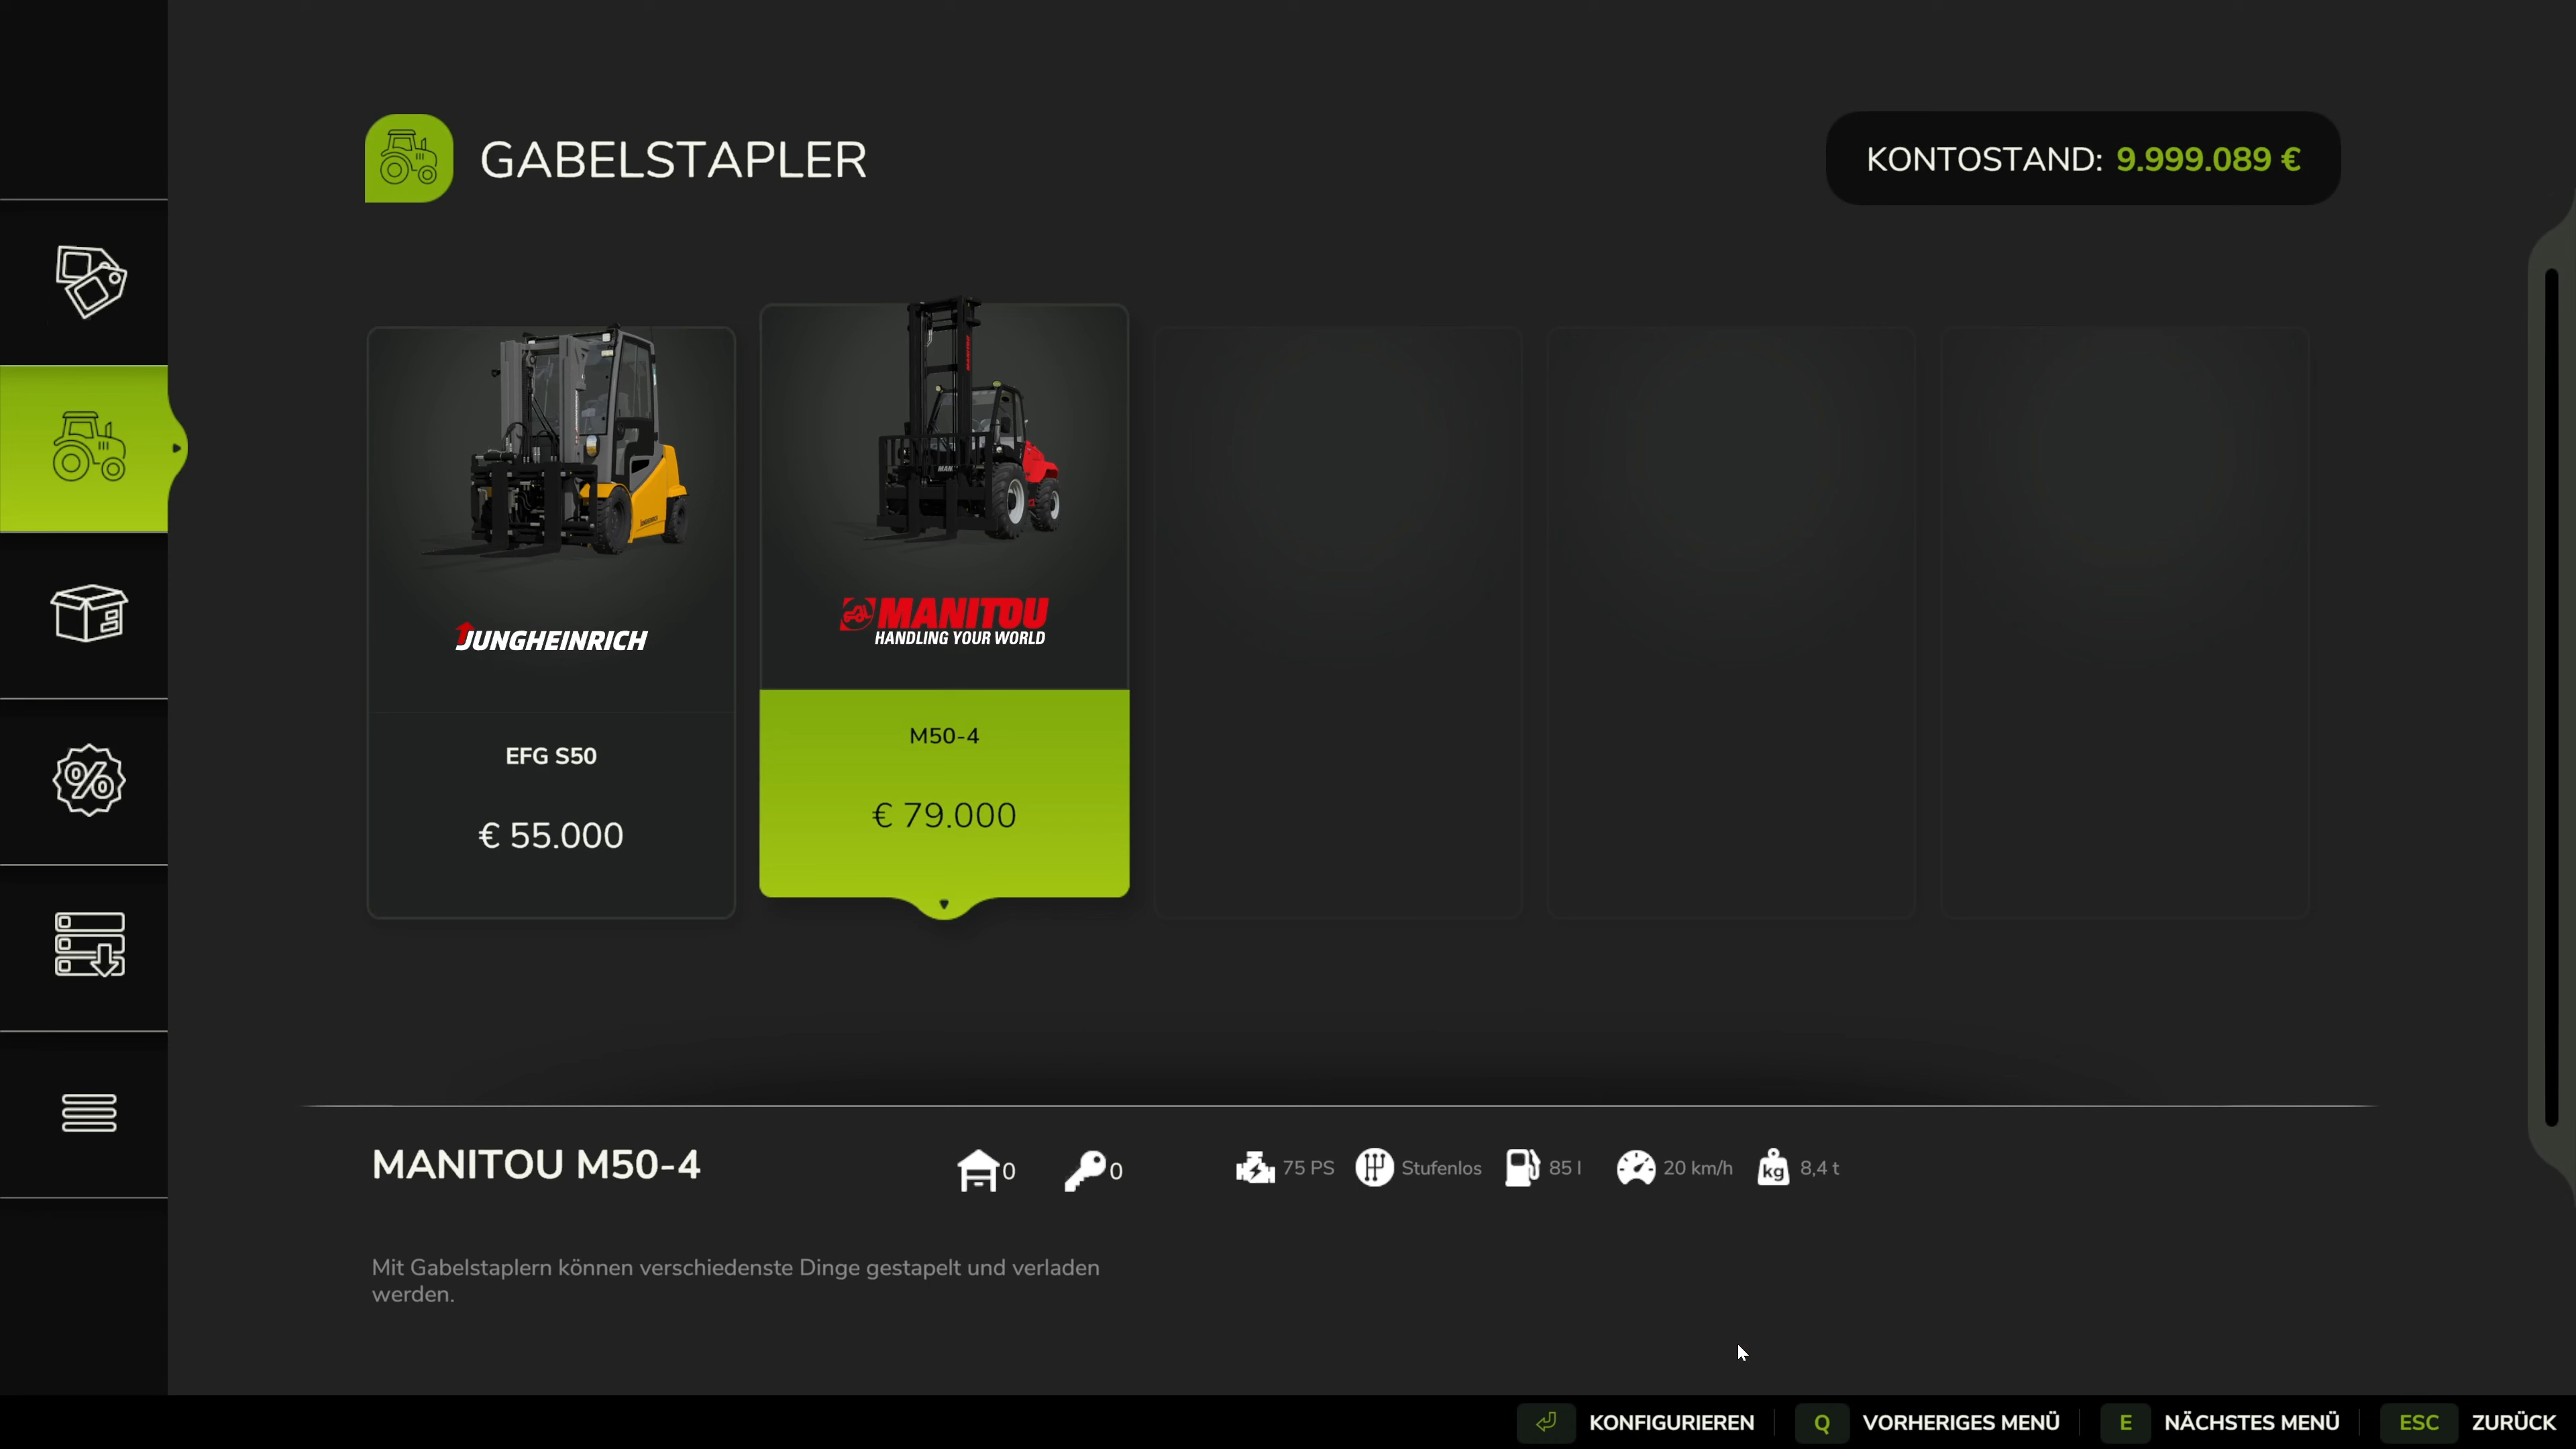 GABELSTAPLER
KONTOSTAND: 9.999.089 €
JUNGHEINRICH
EFG S50
€ 55.000
MANITOU
HANDLING YOUR WORLD
M50-4
€ 79.000
MANITOU M50-4
0
0
75 PS
Stufenlos
85 l
20 km/h
kg
8,4 t
Mit Gabelstaplern können verschiedenste Dinge gestapelt und verladen
werden.
KONFIGURIEREN
Q VORHERIGES MENÜ
E NÄCHSTES MENÜ
ESC ZURÜCK